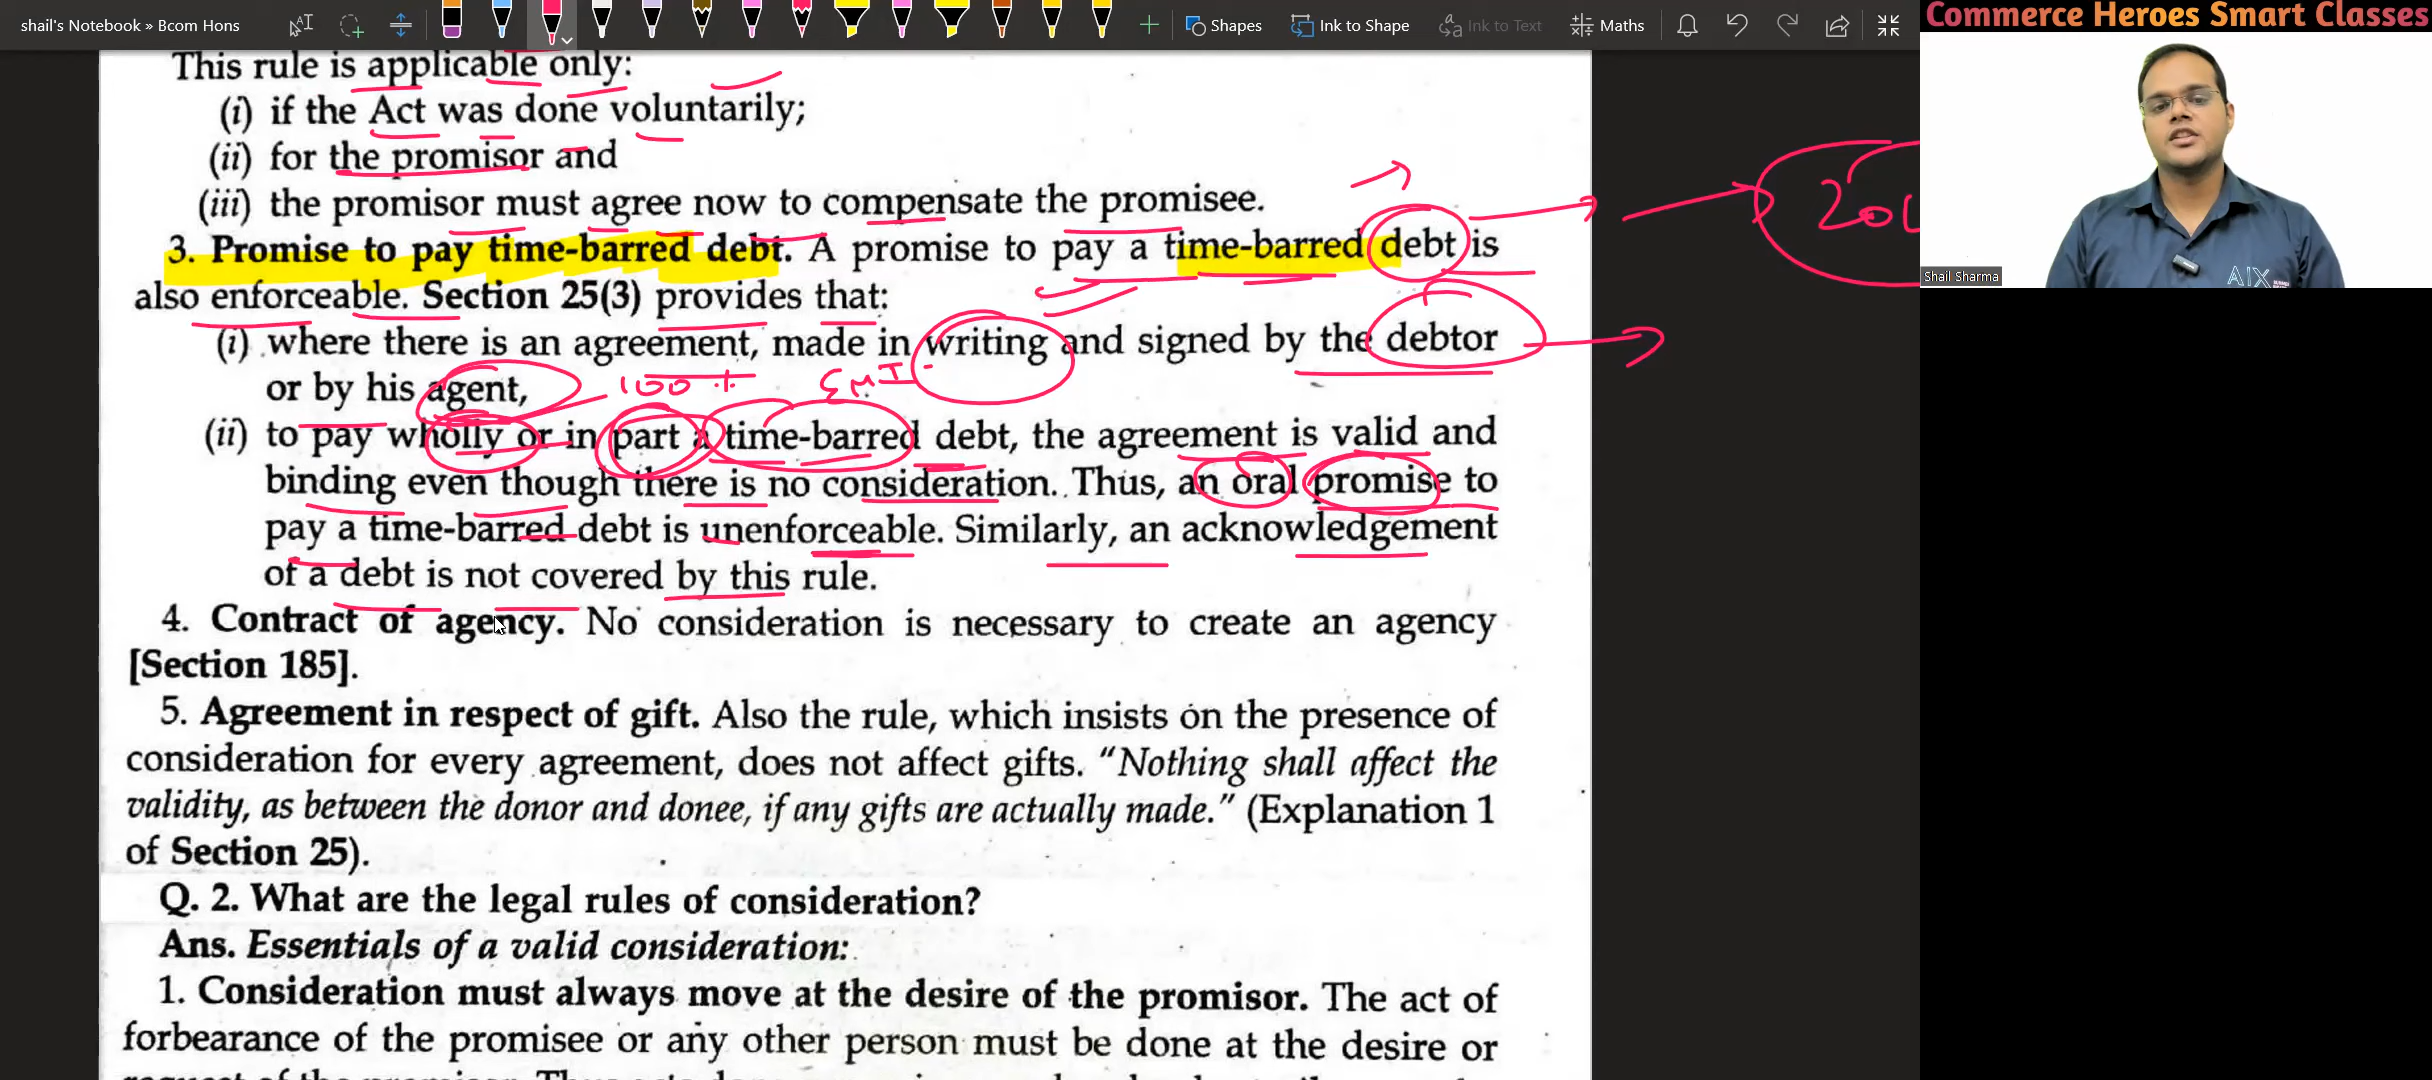 shail's Notebook » Bcom Hons
Shapes
Ink to Shape
Ink to Text
Maths
Commerce Heroes Smart Classes
This rule is applicable only:
(i) if the Act was done voluntarily;
(ii) for the promisor and
(iii) the promisor must agree now to compensate the promisee.
3. Promise to pay time-barred debt. A promise to pay a time-barred debt is
also enforceable. Section 25(3) provides that:
(i) where there is an agreement, made in writing and signed by the debtor
or by his agent,
100 %
EMI
(ii) to pay wholly or in part a time-barred debt, the agreement is valid and
binding even though there is no consideration. Thus, an oral promise to
pay a time-barred debt is unenforceable. Similarly, an acknowledgement
of a debt is not covered by this rule.
4. Contract of agency. No consideration is necessary to create an agency
[Section 185].
5. Agreement in respect of gift. Also the rule, which insists on the presence of
consideration for every agreement, does not affect gifts. "Nothing shall affect the
validity, as between the donor and donee, if any gifts are actually made." (Explanation 1
of Section 25).
Q. 2. What are the legal rules of consideration?
Ans. Essentials of a valid consideration:
1. Consideration must always move at the desire of the promisor. The act of
forbearance of the promisee or any other person must be done at the desire or
AIX
Shail Sharma